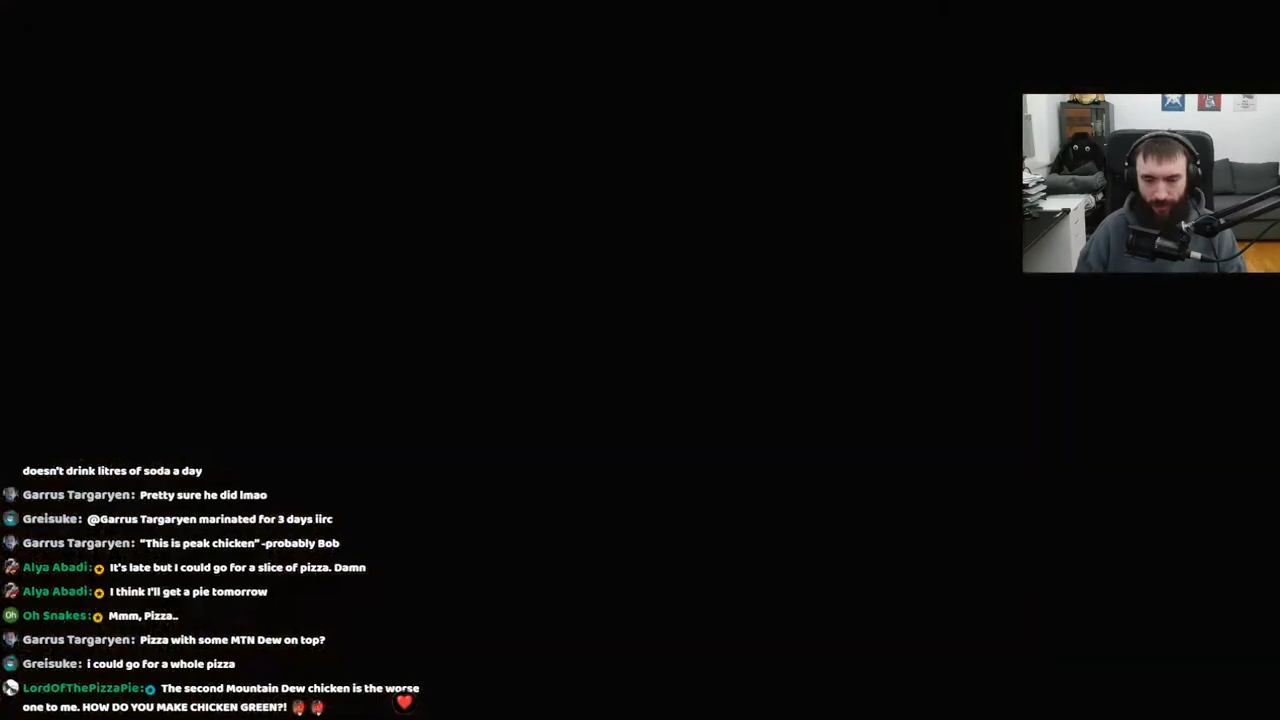 doesn't drink litres of soda a day
Garrus Targaryen: Pretty sure he did lmao
Greisuke: @Garrus Targaryen marinated for 3 days iirc
Garrus Targaryen: "This is peak chicken" -probably Bob
Alya Abadi: It's late but I could go for a slice of pizza. Damn
Alya Abadi: I think I'll get a pie tomorrow
Oh Snakes: Mmm, Pizza..
Garrus Targaryen: Pizza with some MTN Dew on top?
Greisuke: i could go for a whole pizza
LordOfThePizzaPie: The second Mountain Dew chicken is the worse
one to me. HOW DO YOU MAKE CHICKEN GREEN?!